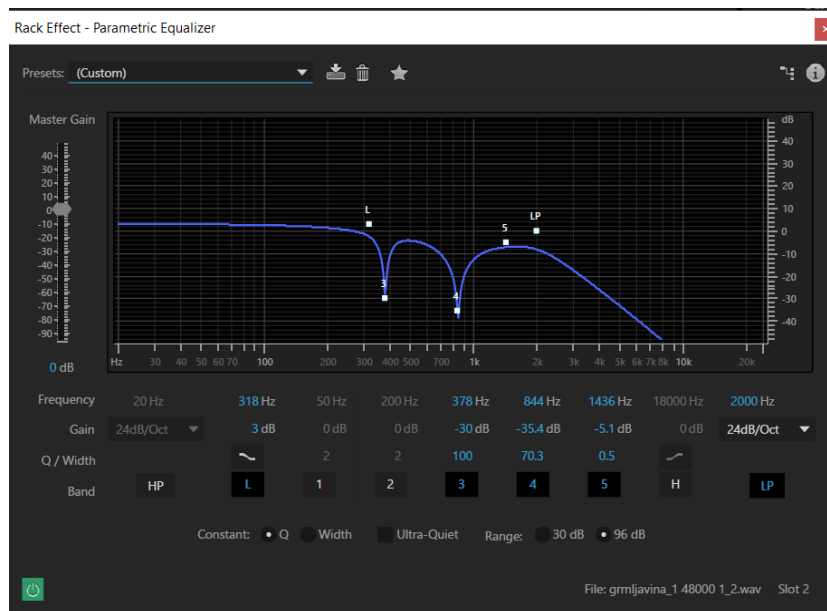 Rack Effect - Parametric Equalizer
Presets: (Custom)
Master Gain
dB
40
30
20
10
0
-10
-20
-30
-40
-50
-60
-70
-80
-90
0 dB
L
3
4
5
LP
40
30
20
10
0
-10
-20
-30
-40
Hz 30 40 50 60 70 100 200 300 400 500 700 1k 2k 3k 4k 5k 6k 7k 8k 10k 20k
Frequency 20 Hz 318 Hz 50 Hz 200 Hz 378 Hz 844 Hz 1436 Hz 18000 Hz 2000 Hz
Gain 24dB/Oct 3 dB 0 dB 0 dB -30 dB -35.4 dB -5.1 dB 0 dB 24dB/Oct
Q / Width 2 2 100 70.3 0.5
Band HP L 1 2 3 4 5 H LP
Constant: Q Width Ultra-Quiet Range: 30 dB 96 dB
File: grmljavina_1 48000 1_2.wav Slot 2